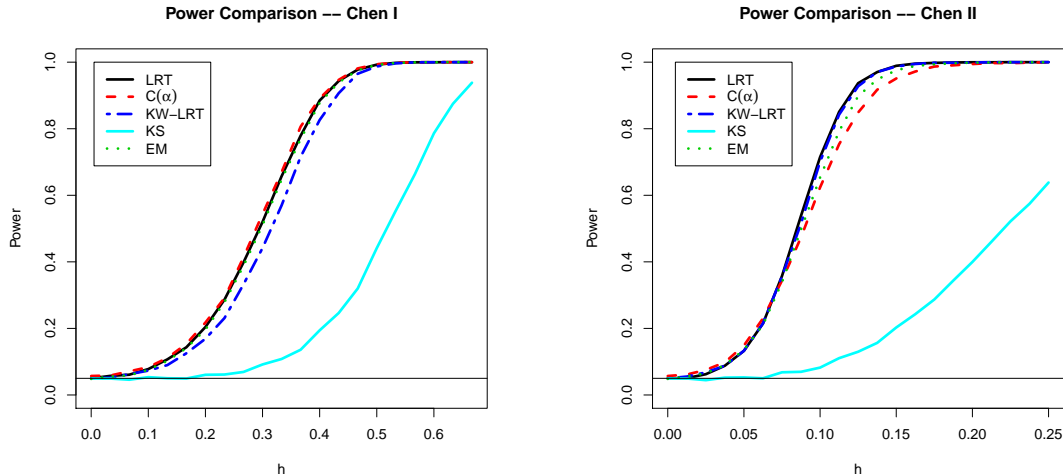 Power Comparison −− Chen I
Power
0.0
0.2
0.4
0.6
0.8
1.0
LRT
C(α)
KW−LRT
KS
EM
0.0 0.1 0.2 0.3 0.4 0.5 0.6
h
Power Comparison −− Chen II
Power
0.0
0.2
0.4
0.6
0.8
1.0
LRT
C(α)
KW−LRT
KS
EM
0.00 0.05 0.10 0.15 0.20 0.25
h